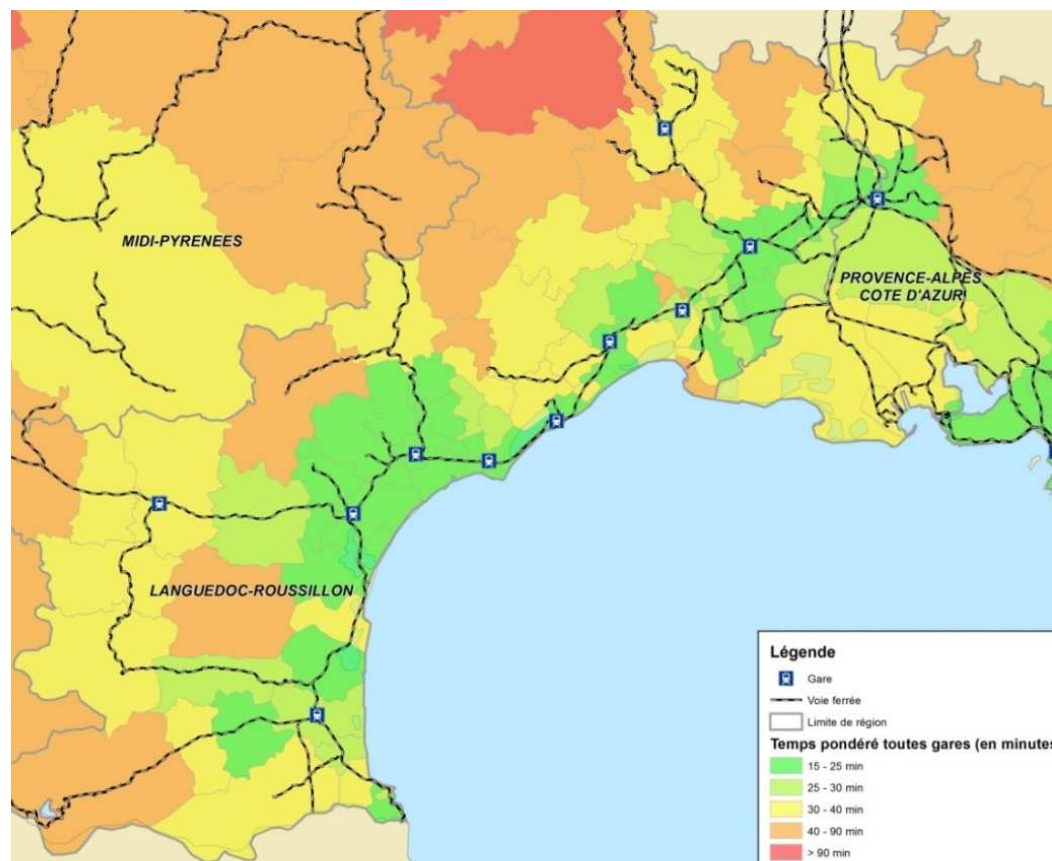 MIDI-PYRENEES
PROVENCE-ALPES
COTE D'AZUR
LANGUEDOC-ROUSSILLON
Légende
Gare
Voie ferrée
Limite de région
Temps pondéré toutes gares (en minutes
15 - 25 min
25 - 30 min
30 - 40 min
40 - 90 min
> 90 min